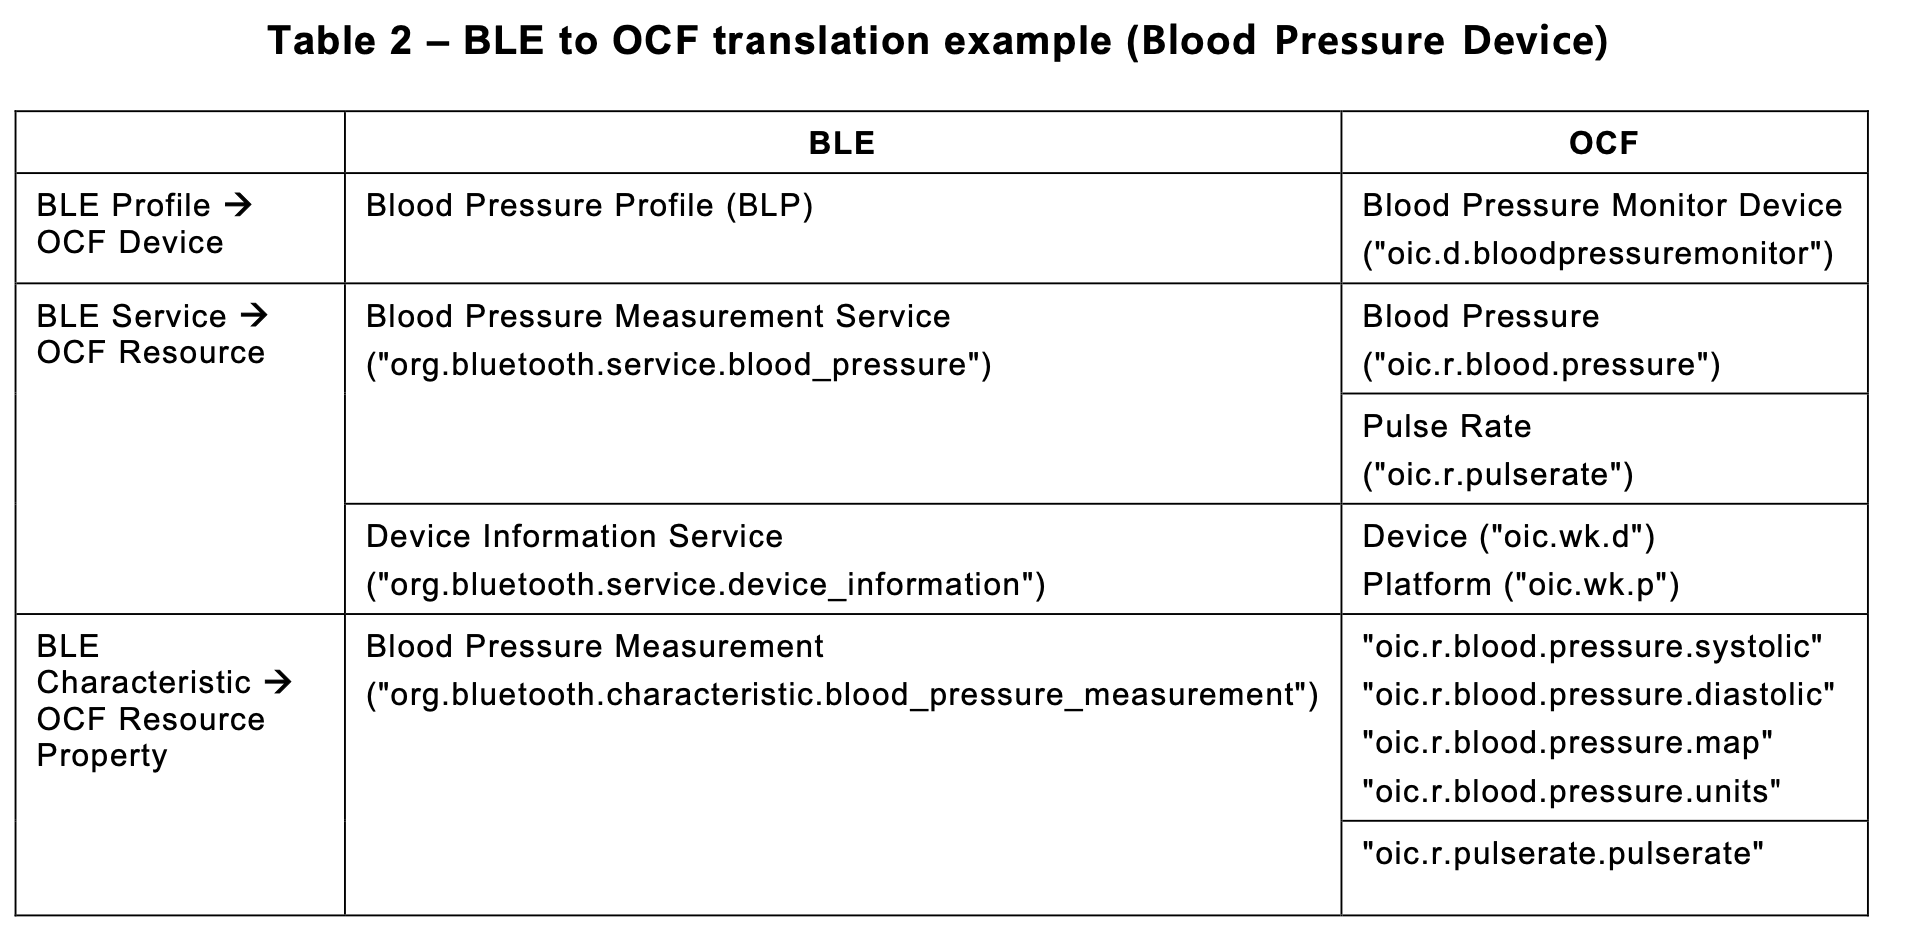 Table 2 – BLE to OCF translation example (Blood Pressure Device)
BLE
OCF
BLE Profile →
OCF Device
Blood Pressure Profile (BLP)
Blood Pressure Monitor Device
("oic.d.bloodpressuremonitor")
BLE Service →
OCF Resource
Blood Pressure Measurement Service
("org.bluetooth.service.blood_pressure")
Blood Pressure
("oic.r.blood.pressure")
Pulse Rate
("oic.r.pulserate")
Device Information Service
("org.bluetooth.service.device_information")
Device ("oic.wk.d")
Platform ("oic.wk.p")
BLE
Characteristic →
OCF Resource
Property
Blood Pressure Measurement
("org.bluetooth.characteristic.blood_pressure_measurement")
"oic.r.blood.pressure.systolic"
"oic.r.blood.pressure.diastolic"
"oic.r.blood.pressure.map"
"oic.r.blood.pressure.units"
"oic.r.pulserate.pulserate"